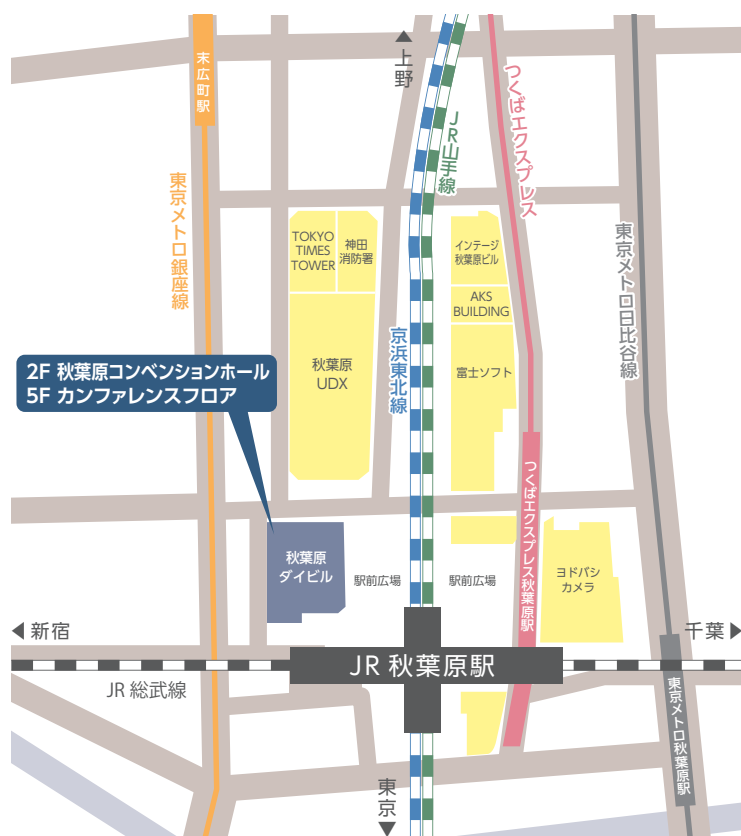 末広町駅
上野
つくばエクスプレス
JR山手線
東京メトロ銀座線
TOKYO
TIMES
TOWER
神田
消防署
インテージ
秋葉原ビル
東京メトロ日比谷線
AKS
BUILDING
京浜東北線
秋葉原
UDX
富士ソフト
2F 秋葉原コンベンションホール
5F カンファレンスフロア
つくばエクスプレス秋葉原駅
秋葉原
ダイビル
駅前広場
駅前広場
ヨドバシ
カメラ
新宿
千葉
JR 秋葉原駅
JR 総武線
東京メトロ秋葉原駅
東京